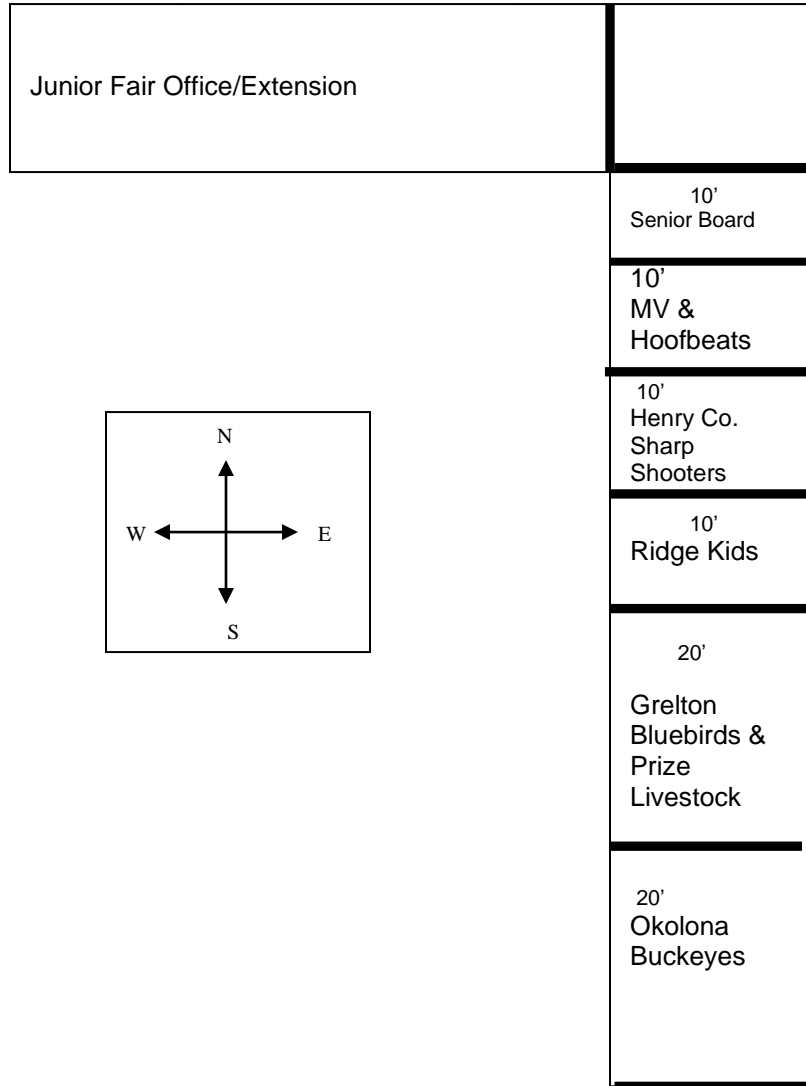 Junior Fair Office/Extension
10’
Senior Board
10’
MV &
Hoofbeats
10’
Henry Co.
Sharp
Shooters
10’
Ridge Kids
20’
Grelton
Bluebirds &
Prize
Livestock
20’
Okolona
Buckeyes
N
W E
S